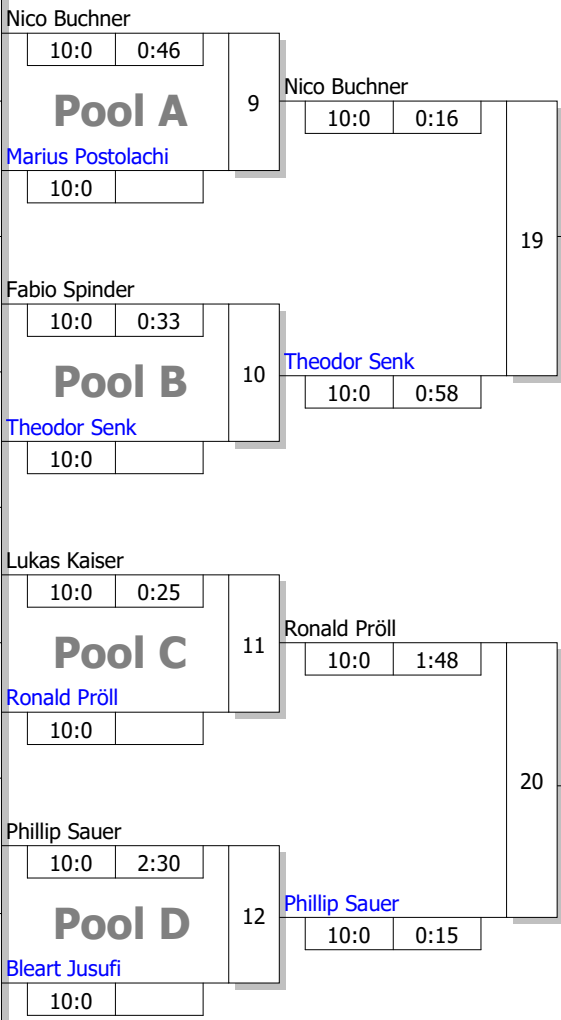 Nico Buchner
10:0 0:46
Pool A
9
Marius Postolachi
10:0
Nico Buchner
10:0 0:16
19
Fabio Spinder
10:0 0:33
Pool B
10
Theodor Senk
10:0
Theodor Senk
10:0 0:58
Lukas Kaiser
10:0 0:25
Pool C
11
Ronald Pröll
10:0
Ronald Pröll
10:0 1:48
20
Phillip Sauer
10:0 2:30
Pool D
12
Bleart Jusufi
10:0
Phillip Sauer
10:0 0:15